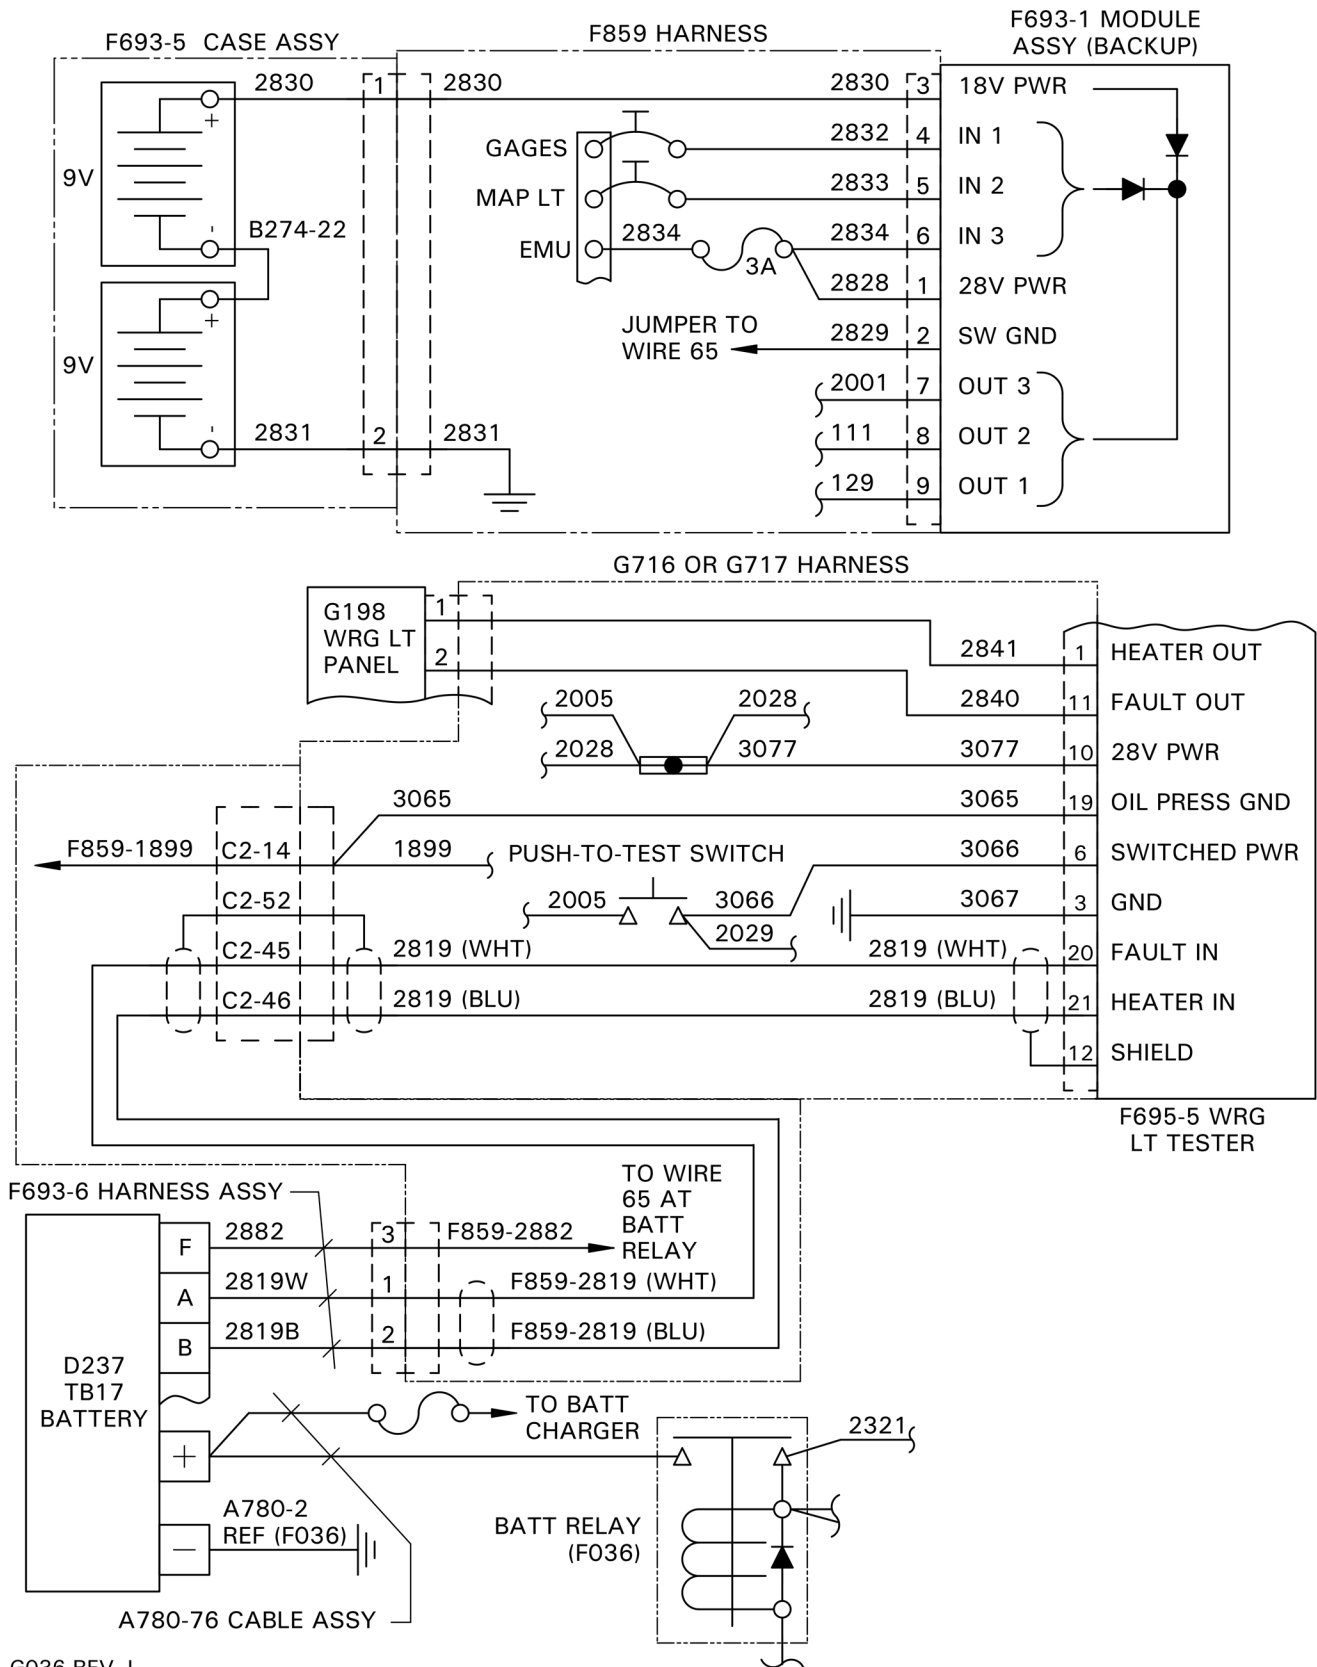 F693-5 CASE ASSY
F859 HARNESS
F693-1 MODULE
ASSY (BACKUP)
2830
1
2830
2830
3
18V PWR
+
GAGES
2832
4
IN 1
9V
MAP LT
2833
5
IN 2
-
B274-22
EMU
2834
3A
2834
6
IN 3
2828
1
28V PWR
+
JUMPER TO
WIRE 65
2829
2
SW GND
9V
2001
7
OUT 3
-
2831
2
2831
111
8
OUT 2
129
9
OUT 1
G716 OR G717 HARNESS
G198
WRG LT
PANEL
1
2
2841
1
HEATER OUT
2005
2028
2840
11
FAULT OUT
2028
3077
3077
10
28V PWR
3065
3065
19
OIL PRESS GND
F859-1899
C2-14
1899
PUSH-TO-TEST SWITCH
3066
6
SWITCHED PWR
C2-52
2005
3066
3067
3
GND
2029
C2-45
2819 (WHT)
2819 (WHT)
20
FAULT IN
C2-46
2819 (BLU)
2819 (BLU)
21
HEATER IN
12
SHIELD
F695-5 WRG
LT TESTER
F693-6 HARNESS ASSY
TO WIRE
65 AT
BATT
RELAY
F
2882
3
F859-2882
A
2819W
1
F859-2819 (WHT)
B
2819B
2
F859-2819 (BLU)
D237
TB17
BATTERY
TO BATT
CHARGER
+
2321
A780-2
REF (F036)
−
BATT RELAY
(F036)
A780-76 CABLE ASSY